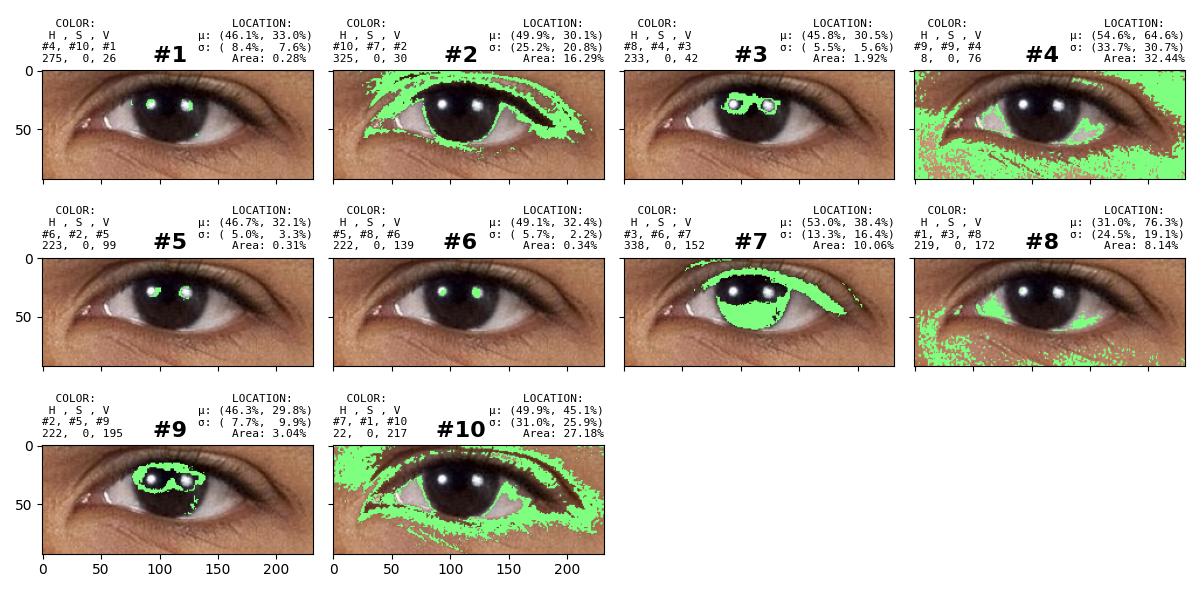 COLOR: LOCATION:
H , S , V μ: (46.1%, 33.0%)
#4, #10, #1 σ: ( 8.4%, 7.6%)
275, 0, 26 #1 Area: 0.28%
COLOR: LOCATION:
H , S , V μ: (49.9%, 30.1%)
#10, #7, #2 σ: (25.2%, 20.8%)
325, 0, 30 #2 Area: 16.29%
COLOR: LOCATION:
H , S , V μ: (45.8%, 30.5%)
#8, #4, #3 σ: ( 5.5%, 5.6%)
233, 0, 42 #3 Area: 1.92%
COLOR: LOCATION:
H , S , V μ: (54.6%, 64.6%)
#9, #9, #4 σ: (33.7%, 30.7%)
8, 0, 76 #4 Area: 32.44%
0
50
COLOR: LOCATION:
H , S , V μ: (46.7%, 32.1%)
#6, #2, #5 σ: ( 5.0%, 3.3%)
223, 0, 99 #5 Area: 0.31%
COLOR: LOCATION:
H , S , V μ: (49.1%, 32.4%)
#5, #8, #6 σ: ( 5.7%, 2.2%)
222, 0, 139 #6 Area: 0.34%
COLOR: LOCATION:
H , S , V μ: (53.0%, 38.4%)
#3, #6, #7 σ: (13.3%, 16.4%)
338, 0, 152 #7 Area: 10.06%
COLOR: LOCATION:
H , S , V μ: (31.0%, 76.3%)
#1, #3, #8 σ: (24.5%, 19.1%)
219, 0, 172 #8 Area: 8.14%
0
50
COLOR: LOCATION:
H , S , V μ: (46.3%, 29.8%)
#2, #5, #9 σ: ( 7.7%, 9.9%)
222, 0, 195 #9 Area: 3.04%
COLOR: LOCATION:
H , S , V μ: (49.9%, 45.1%)
#7, #1, #10 σ: (31.0%, 25.9%)
22, 0, 217 #10 Area: 27.18%
0
50
0 50 100 150 200
0 50 100 150 200